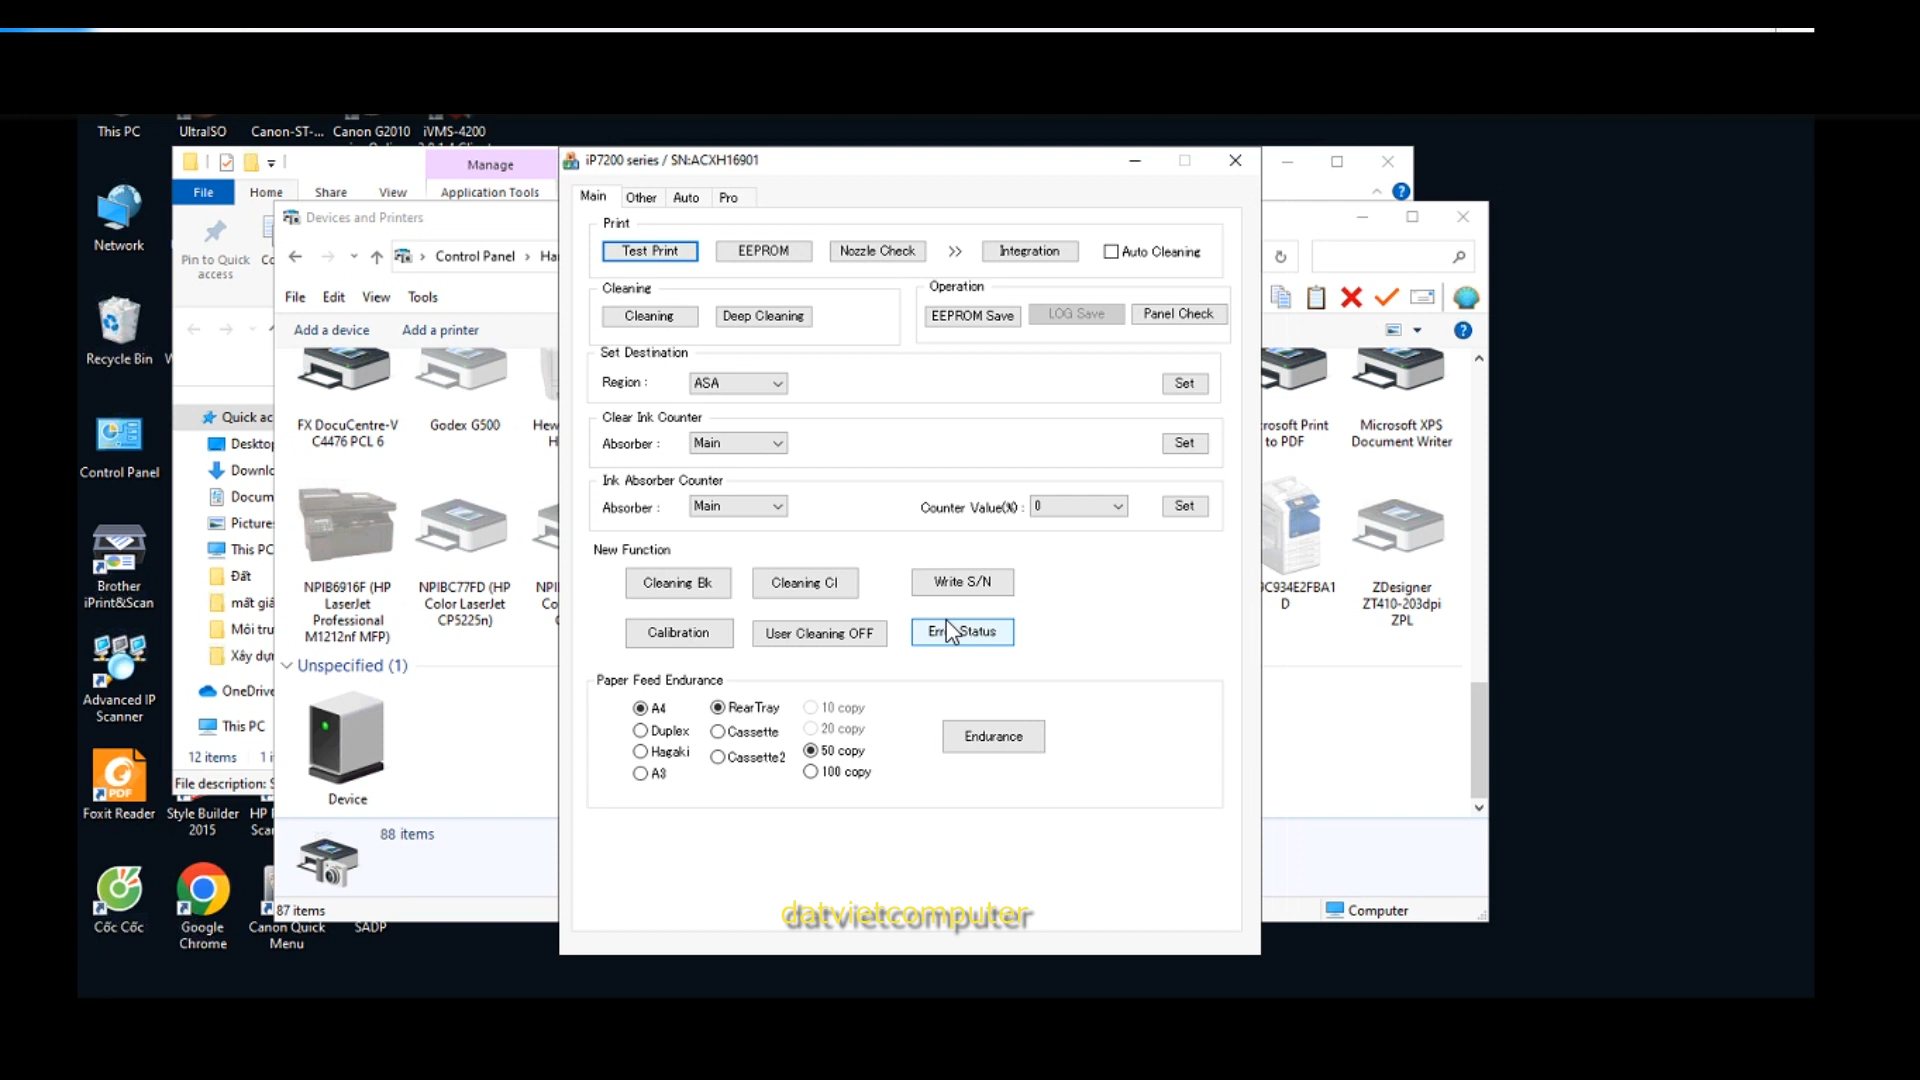 This PC
UltraISO
Canon-ST-...
Canon G2010
iVMS-4200
Network
Recycle Bin
Control Panel
Brother
iPrint&Scan
Advanced IP
Scanner
Foxit Reader
Style Builder
2015
Cốc Cốc
Google
Chrome
Canon Quick
Menu
SADP
Manage
File
Home
Share
View
Application Tools
Pin to Quick
access
Quick ac
This PC
Đất
mất giá
OneDrive
This PC
12 items
File description:
Devices and Printers
Control Panel
File
Edit
View
Tools
Add a device
Add a printer
FX DocuCentre-V
C4476 PCL 6
Godex G500
NPIB6916F (HP
LaserJet
Professional
M1212nf MFP)
NPIBC77FD (HP
Color LaserJet
CP5225n)
Unspecified (1)
Device
88 items
87 items
to PDF
Microsoft XPS
Document Writer
ZDesigner
ZT410-203dpi
ZPL
Computer
iP7200 series / SN:ACXH16901
Main
Other
Auto
Pro
Print
Test Print
EEPROM
Nozzle Check
>>
Integration
Auto Cleaning
Cleaning
Cleaning
Deep Cleaning
Operation
EEPROM Save
LOG Save
Panel Check
Set Destination
Region :
ASA
Set
Clear Ink Counter
Absorber :
Main
Set
Ink Absorber Counter
Absorber :
Main
Counter Value(%) :
0
Set
New Function
Cleaning Bk
Cleaning Cl
Write S/N
Calibration
User Cleaning OFF
Status
Paper Feed Endurance
A4
Duplex
Hagaki
A3
RearTray
Cassette
Cassette2
10 copy
20 copy
50 copy
100 copy
Endurance
datvietcomputer